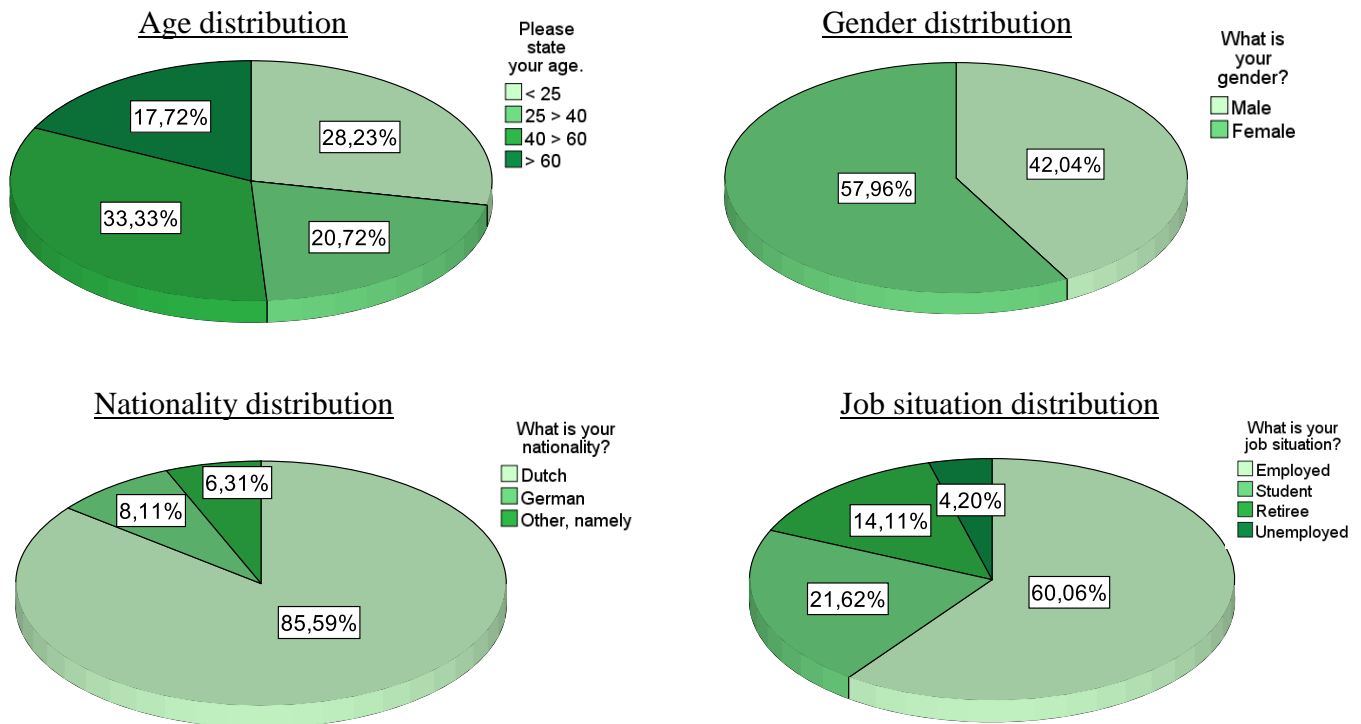 Age distribution
Please
state
your age.
< 25
25 > 40
40 > 60
> 60
17,72%
28,23%
33,33%
20,72%
Gender distribution
What is
your
gender?
Male
Female
57,96%
42,04%
Nationality distribution
What is your
nationality?
Dutch
German
Other, namely
6,31%
8,11%
85,59%
Job situation distribution
What is your
job situation?
Employed
Student
Retiree
Unemployed
4,20%
14,11%
21,62%
60,06%